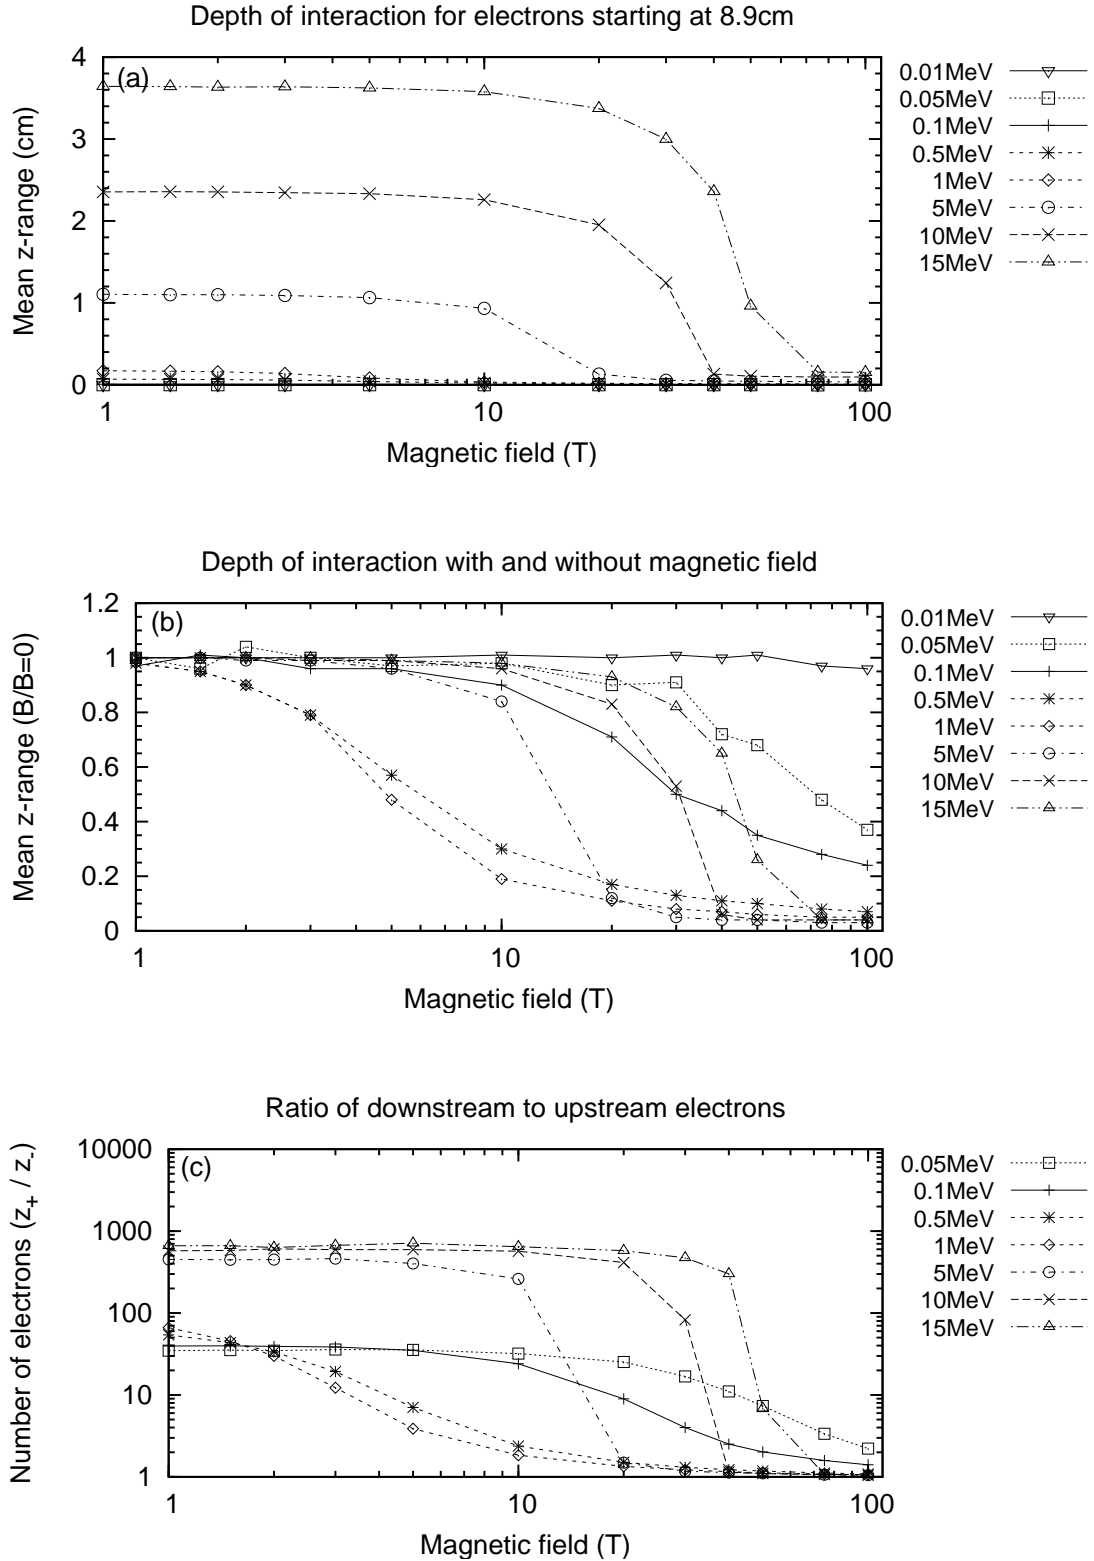 Depth of interaction for electrons starting at 8.9cm
(a)
Mean z-range (cm)
4
3
2
1
0
1
10
100
Magnetic field (T)
0.01MeV
0.05MeV
0.1MeV
0.5MeV
1MeV
5MeV
10MeV
15MeV
Depth of interaction with and without magnetic field
(b)
Mean z-range (B/B=0)
1.2
1
0.8
0.6
0.4
0.2
0
1
10
100
Magnetic field (T)
0.01MeV
0.05MeV
0.1MeV
0.5MeV
1MeV
5MeV
10MeV
15MeV
Ratio of downstream to upstream electrons
(c)
Number of electrons (z+ / z-)
10000
1000
100
10
1
1
10
100
Magnetic field (T)
0.05MeV
0.1MeV
0.5MeV
1MeV
5MeV
10MeV
15MeV